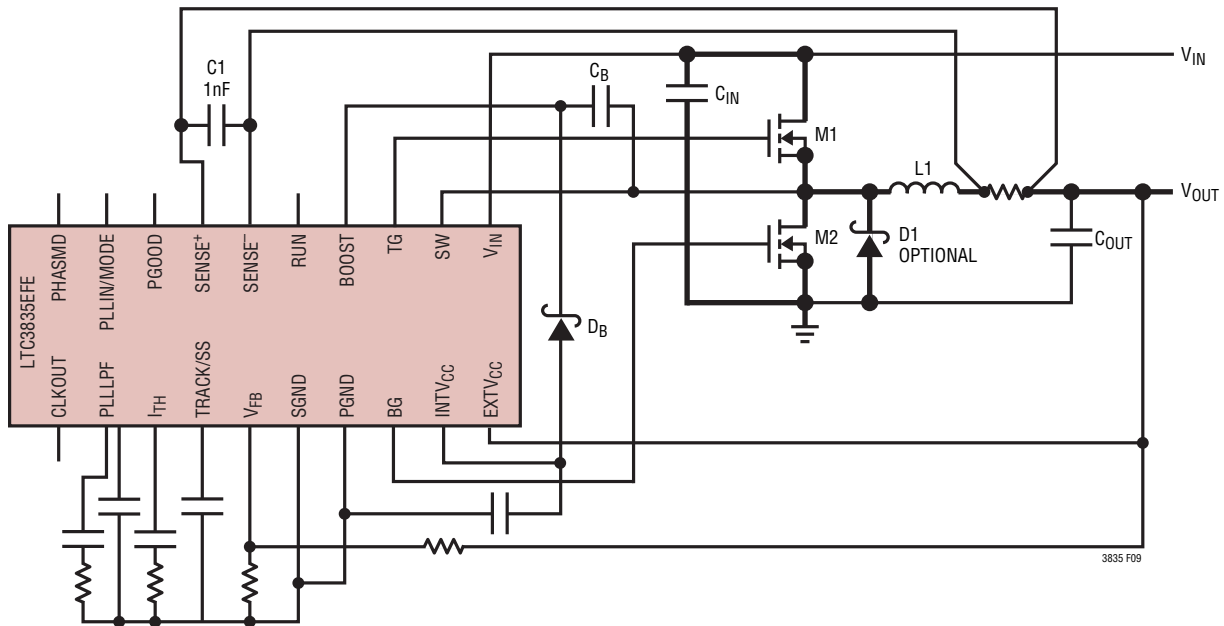 C1
1nF
CB
CIN
VIN
M1
L1
VOUT
M2
D1
OPTIONAL
COUT
DB
LTC3835EFE
PHASMD
PLLIN/MODE
PGOOD
SENSE+
SENSE–
RUN
BOOST
TG
SW
VIN
CLKOUT
PLLLPF
ITH
TRACK/SS
VFB
SGND
PGND
BG
INTVCC
EXTVCC
3835 F09